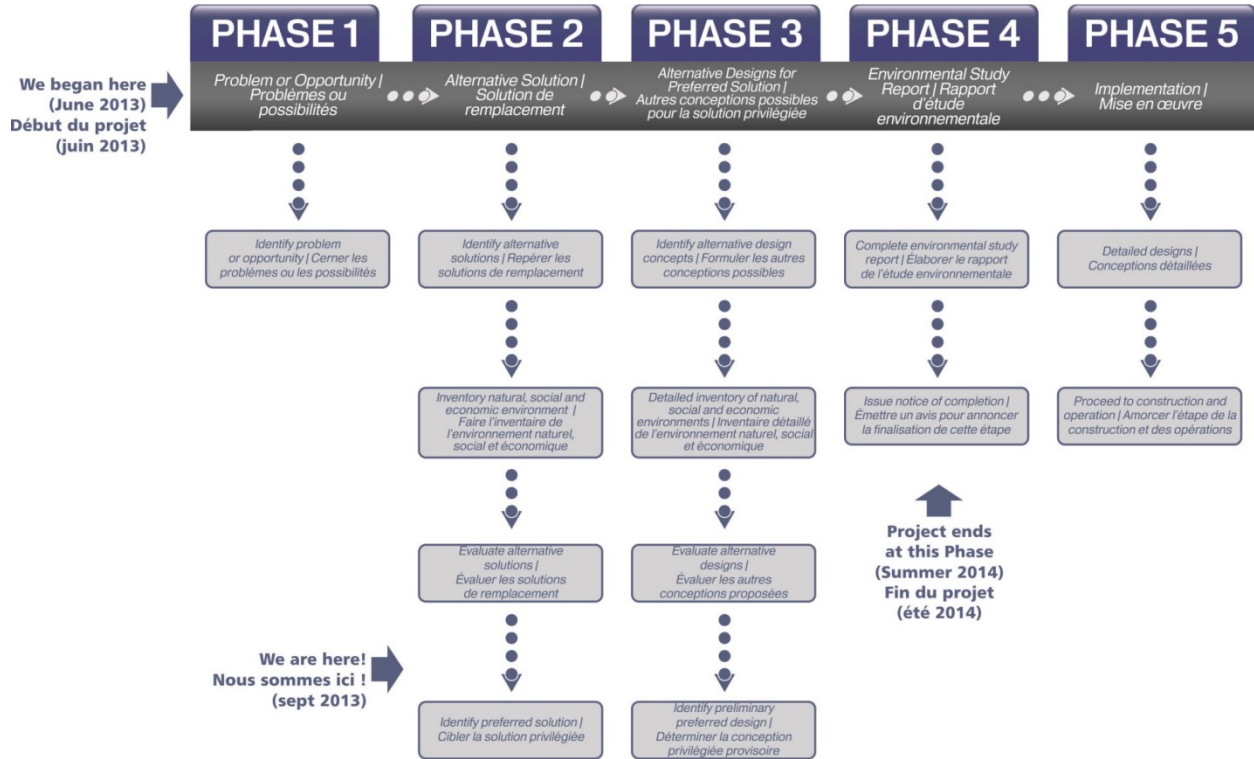 PHASE 1
PHASE 2
PHASE 3
PHASE 4
PHASE 5
We began here
(June 2013)
Début du projet
(juin 2013)
Problem or Opportunity |
Problèmes ou
possibilités
Alternative Solution |
Solution de
remplacement
Alternative Designs for
Preferred Solution |
Autres conceptions possibles
pour la solution privilégiée
Environmental Study
Report | Rapport
d'étude
environnementale
Implementation |
Mise en œuvre
Identify problem
or opportunity | Cerner les
problèmes ou les possibilités
Identify alternative
solutions | Repérer les
solutions de remplacement
Identify alternative design
concepts | Formuler les autres
conceptions possibles
Complete environmental study
report | Élaborer le rapport
de l'étude environnementale
Detailed designs |
Conceptions détaillées
Inventory natural, social and
economic environment |
Faire l'inventaire de
l'environnement naturel,
social et économique
Detailed inventory of natural,
social and economic
environments | Inventaire détaillé
de l'environnement naturel, social
et économique
Issue notice of completion |
Émettre un avis pour annoncer
la finalisation de cette étape
Proceed to construction and
operation | Amorcer l'étape de la
construction et des opérations
Evaluate alternative
solutions |
Évaluer les solutions
de remplacement
Evaluate alternative
designs |
Évaluer les autres
conceptions proposées
Project ends
at this Phase
(Summer 2014)
Fin du projet
(été 2014)
We are here!
Nous sommes ici !
(sept 2013)
Identify preferred solution |
Cibler la solution privilégiée
Identify preliminary
preferred design |
Déterminer la conception
privilégiée provisoire